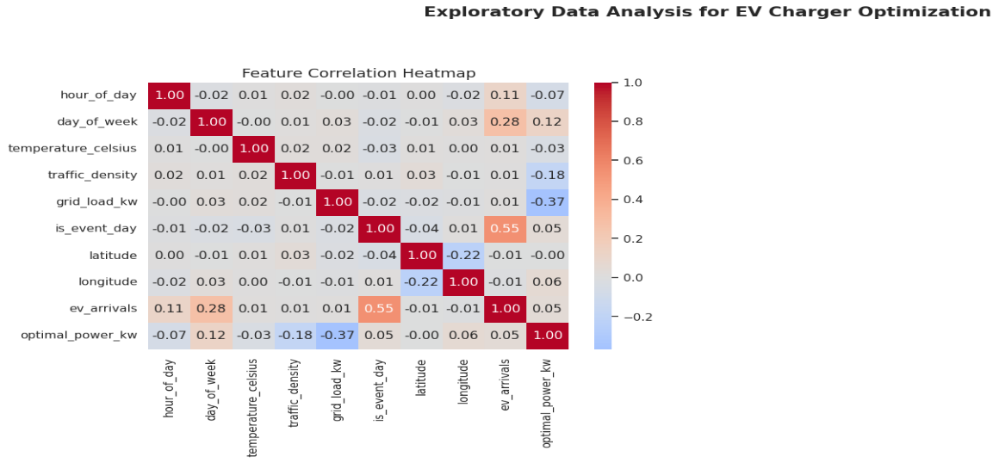 Exploratory Data Analysis for EV Charger Optimization
Feature Correlation Heatmap
hour_of_day 1.00 -0.02 0.01 0.02 -0.00 -0.01 0.00 -0.02 0.11 -0.07
day_of_week -0.02 1.00 -0.00 0.01 0.03 -0.02 -0.01 0.03 0.28 0.12
temperature_celsius 0.01 -0.00 1.00 0.02 0.02 -0.03 0.01 0.00 0.01 -0.03
traffic_density 0.02 0.01 0.02 1.00 -0.01 0.01 0.03 -0.01 0.01 -0.18
grid_load_kw -0.00 0.03 0.02 -0.01 1.00 -0.02 -0.02 -0.01 0.01 -0.37
is_event_day -0.01 -0.02 -0.03 0.01 -0.02 1.00 -0.04 0.01 0.55 0.05
latitude 0.00 -0.01 0.01 0.03 -0.02 -0.04 1.00 -0.22 -0.01 -0.00
longitude -0.02 0.03 0.00 -0.01 -0.01 0.01 -0.22 1.00 -0.01 0.06
ev_arrivals 0.11 0.28 0.01 0.01 0.01 0.55 -0.01 -0.01 1.00 0.05
optimal_power_kw -0.07 0.12 -0.03 -0.18 -0.37 0.05 -0.00 0.06 0.05 1.00
hour_of_day
day_of_week
temperature_celsius
traffic_density
grid_load_kw
is_event_day
latitude
longitude
ev_arrivals
optimal_power_kw
1.0
0.8
0.6
0.4
0.2
0.0
−0.2